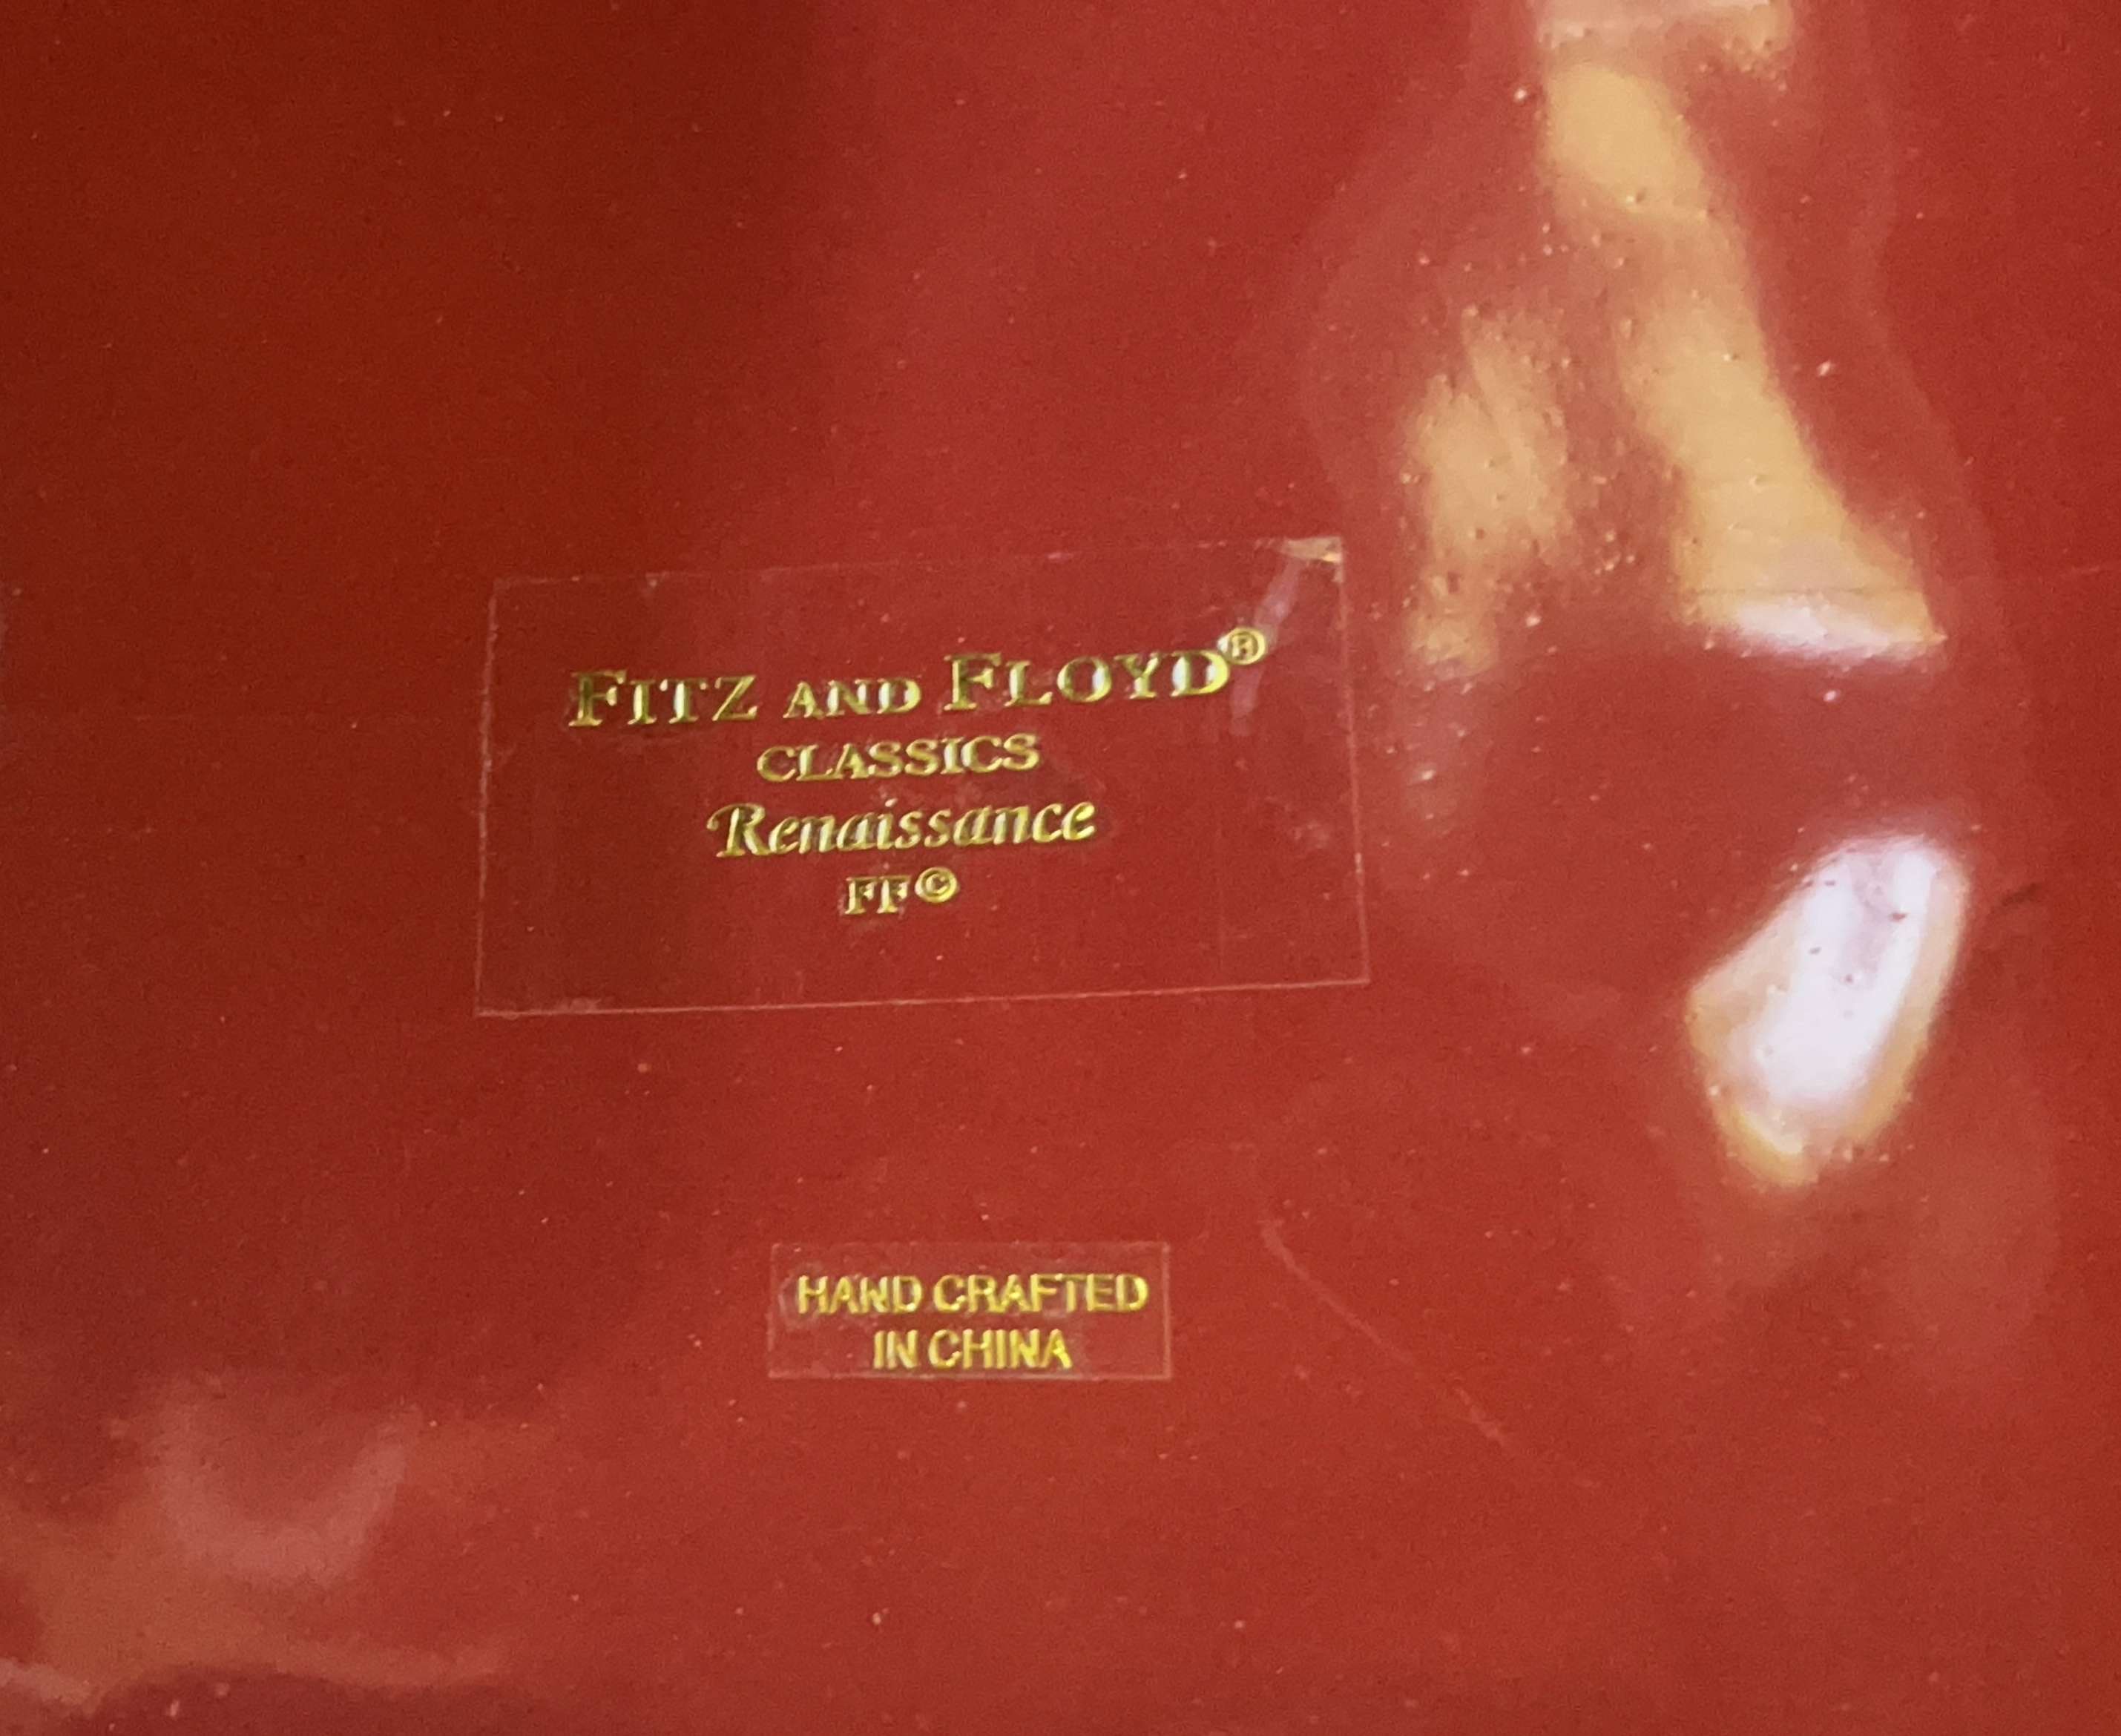 FITZ AND FLOYD®
CLASSICS
Renaissance
FF©
HAND CRAFTED
IN CHINA